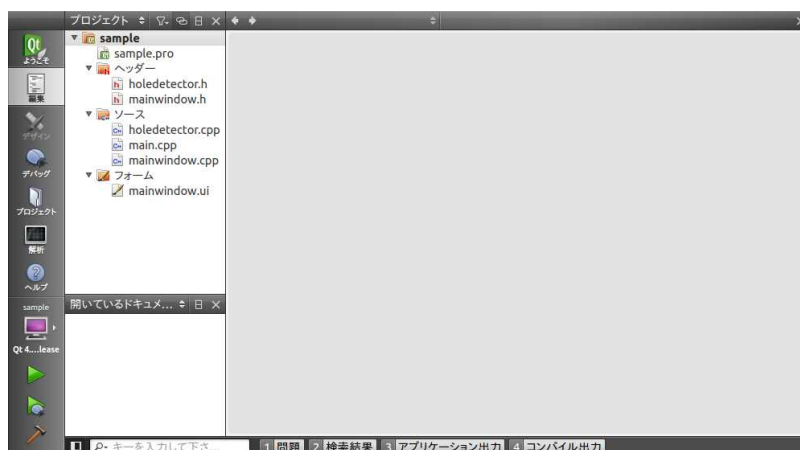 プロジェクト
ようこそ
編集
デザイン
デバッグ
プロジェクト
解析
ヘルプ
sample
Qt 4....lease
sample
sample.pro
ヘッダー
holedetector.h
mainwindow.h
ソース
holedetector.cpp
main.cpp
mainwindow.cpp
フォーム
mainwindow.ui
開いているドキュメ...
キーを入力して下さ...
1 問題 2 検索結果 3 アプリケーション出力 4 コンパイル出力